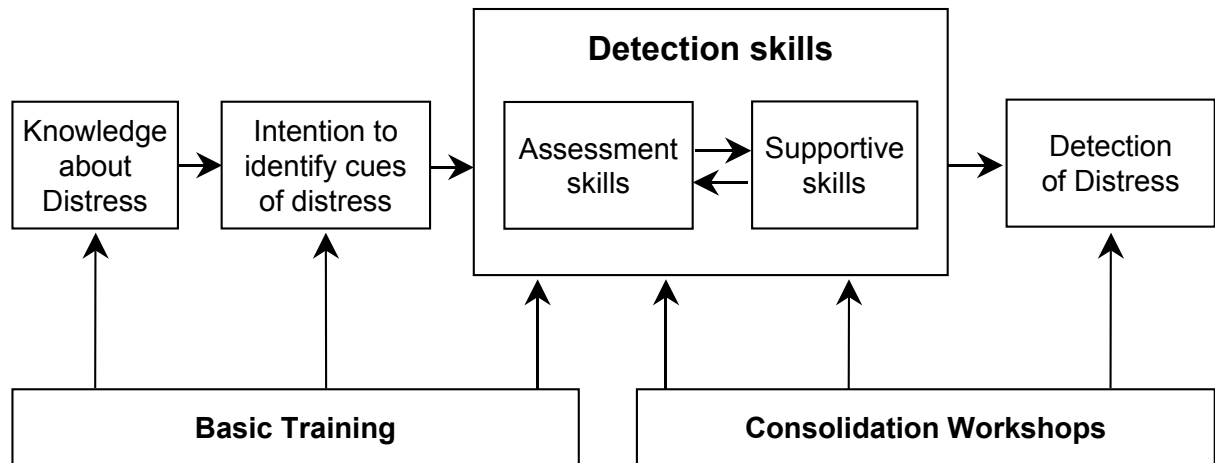 Detection skills
Knowledge
about
Distress
Intention to
identify cues
of distress
Assessment
skills
Supportive
skills
Detection
of Distress
Basic Training
Consolidation Workshops